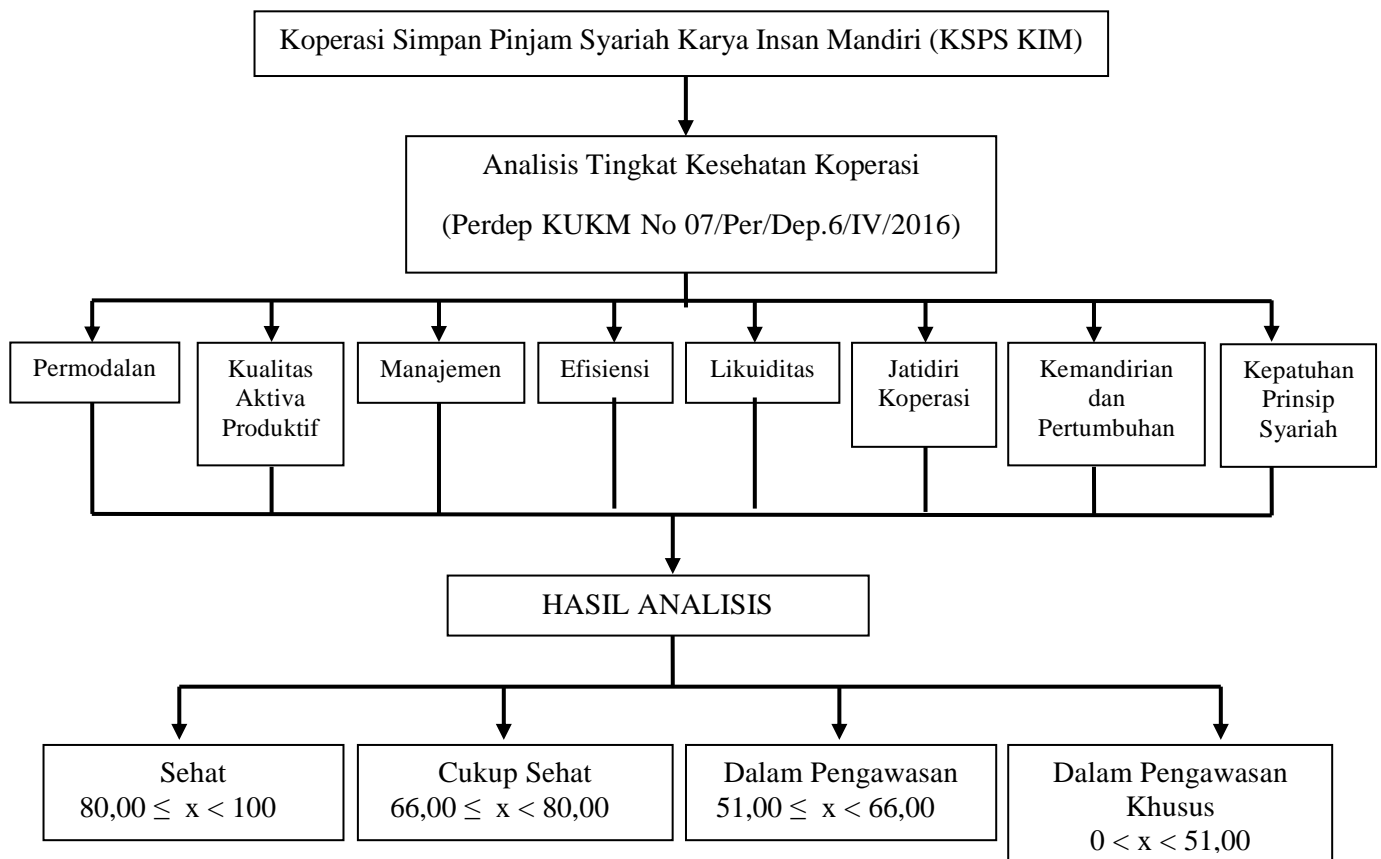 Koperasi Simpan Pinjam Syariah Karya Insan Mandiri (KSPS KIM)
Analisis Tingkat Kesehatan Koperasi
(Perdep KUKM No 07/Per/Dep.6/IV/2016)
Permodalan
Kualitas
Aktiva
Produktif
Manajemen
Efisiensi
Likuiditas
Jatidiri
Koperasi
Kemandirian
dan
Pertumbuhan
Kepatuhan
Prinsip
Syariah
HASIL ANALISIS
Sehat
80,00 ≤ x < 100
Cukup Sehat
66,00 ≤ x < 80,00
Dalam Pengawasan
51,00 ≤ x < 66,00
Dalam Pengawasan
Khusus
0 < x < 51,00